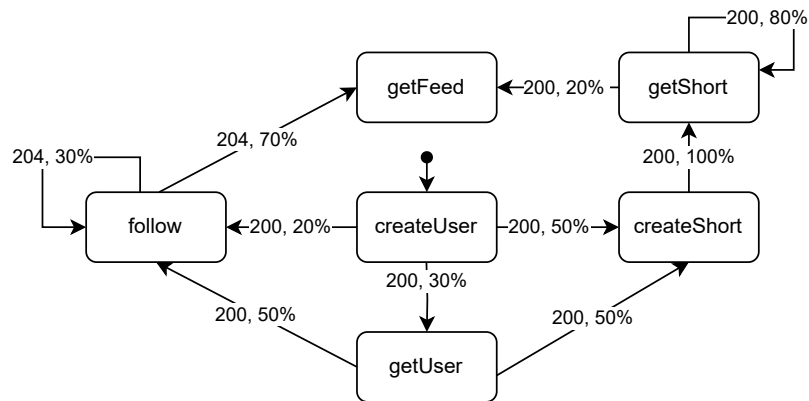 200, 80%
getFeed
200, 20%
getShort
204, 70%
204, 30%
200, 100%
follow
200, 20%
createUser
200, 50%
createShort
200, 30%
200, 50%
200, 50%
getUser